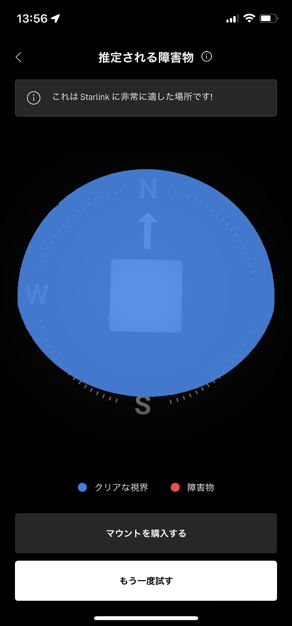 13:56
推定される障害物
これは Starlink に非常に適した場所です!
N
W
S
クリアな視界
障害物
マウントを購入する
もう一度試す